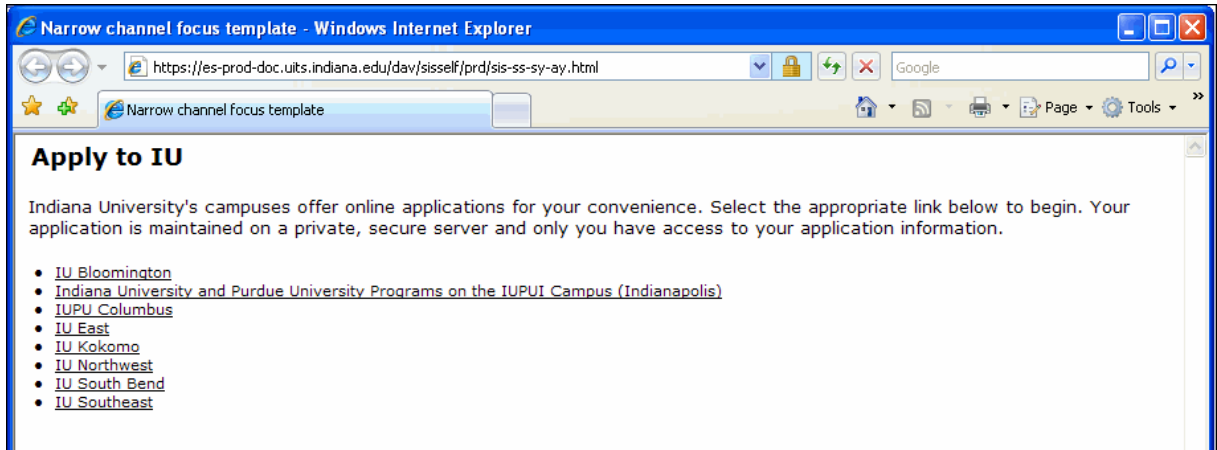 Narrow channel focus template - Windows Internet Explorer
https://es-prod-doc.uits.indiana.edu/dav/sisself/prd/sis-ss-sy-ay.html
Google
Narrow channel focus template
Page
Tools
»
Apply to IU
Indiana University's campuses offer online applications for your convenience. Select the appropriate link below to begin. Your
application is maintained on a private, secure server and only you have access to your application information.
• IU Bloomington
• Indiana University and Purdue University Programs on the IUPUI Campus (Indianapolis)
• IUPU Columbus
• IU East
• IU Kokomo
• IU Northwest
• IU South Bend
• IU Southeast